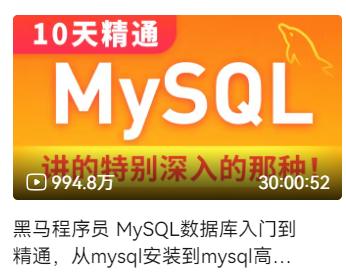 10天精通
MySQL
讲的特别深入的那种！
994.8万
30:00:52
黑马程序员 MySQL数据库入门到
精通，从mysql安装到mysql高...